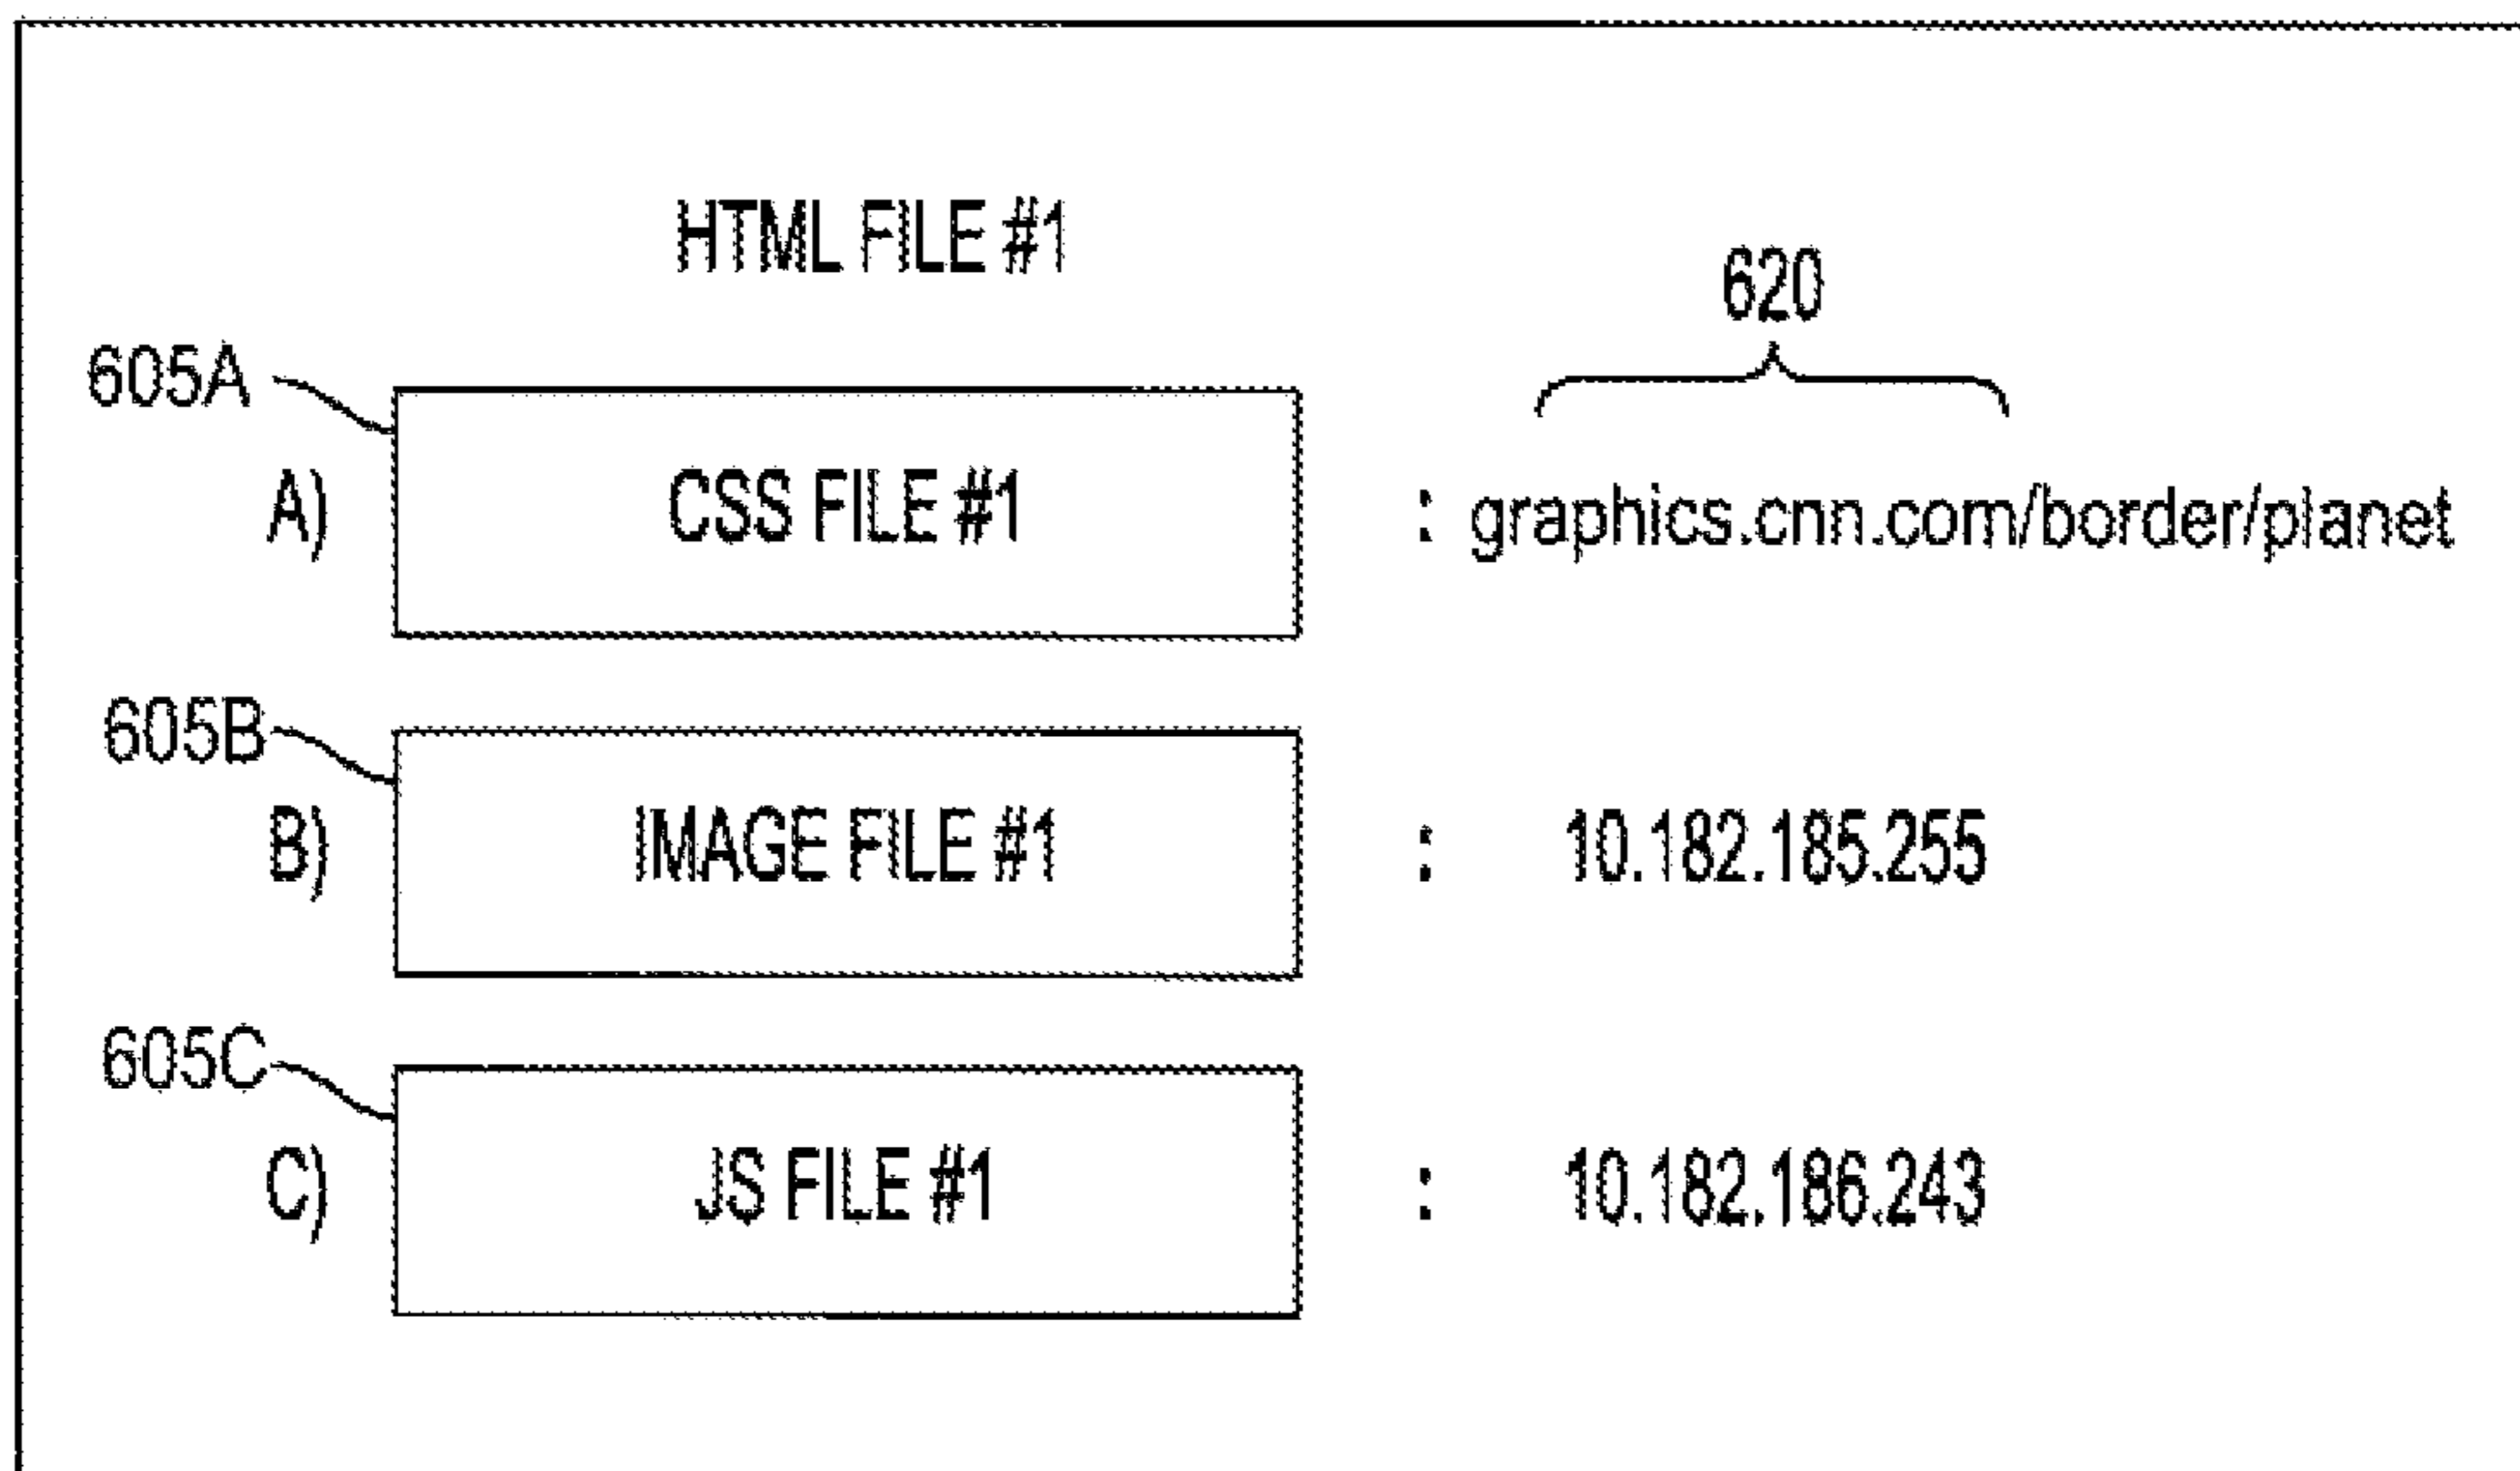 HTML FILE #1
620
605A
A) CSS FILE #1 : graphics.cnn.com/border/planet
605B
B) IMAGE FILE #1 : 10.182.185.255
605C
C) JS FILE #1 : 10.182.186.243